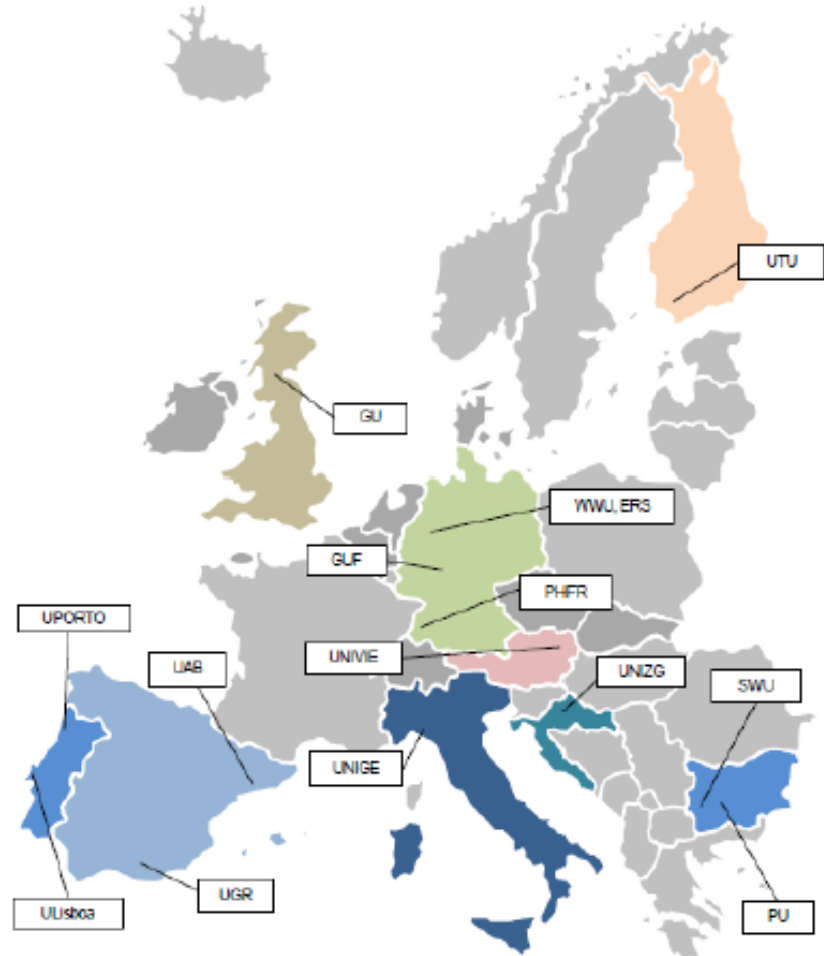 UTU
GU
WWU, ERS
GUF
PHFR
UPORTO
UAB
UNIVIE
UNIZG
SWU
UNIGE
UGR
ULisboa
PU